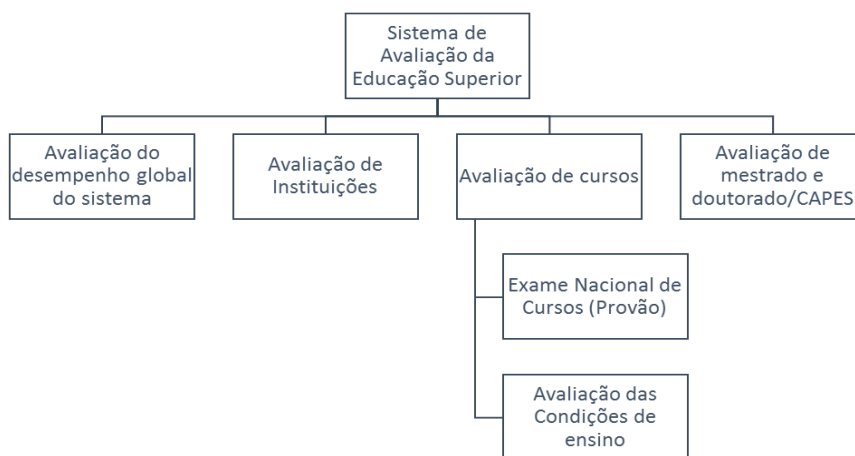 Sistema de
Avaliação da
Educação Superior
Avaliação do
desempenho global
do sistema
Avaliação de
Instituições
Avaliação de cursos
Avaliação de
mestrado e
doutorado/CAPES
Exame Nacional de
Cursos (Provão)
Avaliação das
Condições de
ensino